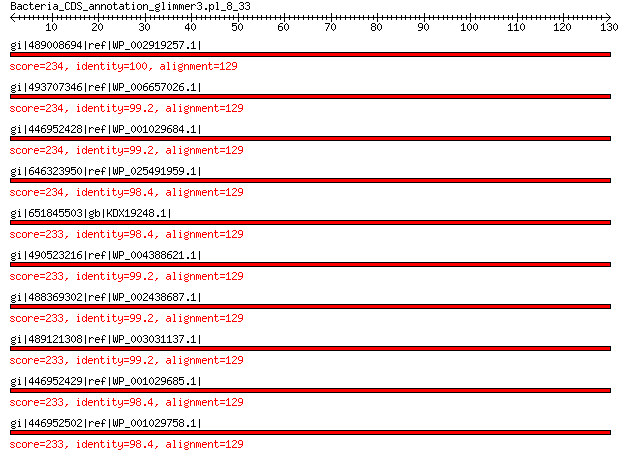 Bacteria_CDS_annotation_glimmer3.pl_8_33
10 20 30 40 50 60 70 80 90 100 110 120 130
gi|489008694|ref|WP_002919257.1|
score=234, identity=100, alignment=129
gi|493707346|ref|WP_006657026.1|
score=234, identity=99.2, alignment=129
gi|446952428|ref|WP_001029684.1|
score=234, identity=99.2, alignment=129
gi|646323950|ref|WP_025491959.1|
score=234, identity=98.4, alignment=129
gi|651845503|gb|KDX19248.1|
score=233, identity=98.4, alignment=129
gi|490523216|ref|WP_004388621.1|
score=233, identity=99.2, alignment=129
gi|488369302|ref|WP_002438687.1|
score=233, identity=99.2, alignment=129
gi|489121308|ref|WP_003031137.1|
score=233, identity=99.2, alignment=129
gi|446952429|ref|WP_001029685.1|
score=233, identity=98.4, alignment=129
gi|446952502|ref|WP_001029758.1|
score=233, identity=98.4, alignment=129